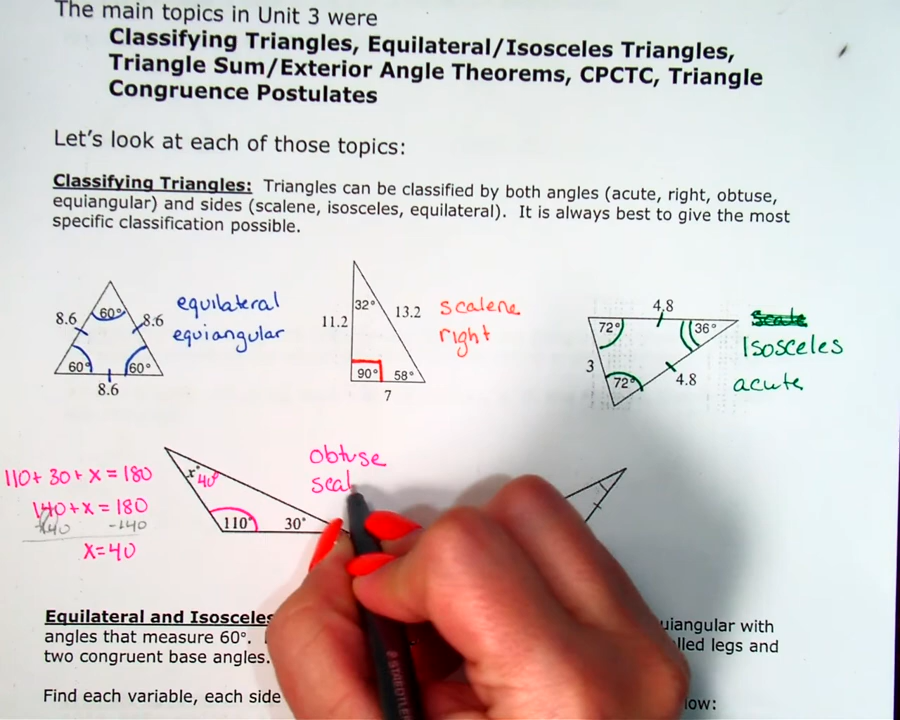 The main topics in Unit 3 were
Classifying Triangles, Equilateral/Isosceles Triangles,
Triangle Sum/Exterior Angle Theorems, CPCTC, Triangle
Congruence Postulates
Let's look at each of those topics:
Classifying Triangles: Triangles can be classified by both angles (acute, right, obtuse,
equiangular) and sides (scalene, isosceles, equilateral). It is always best to give the most
specific classification possible.
60°
8.6
8.6
60°
60°
8.6
equilateral
equiangular
32°
11.2
13.2
90°
58°
7
scalene
right
4.8
72°
36°
3
72°
4.8
Isosceles
acute
110+ 30+ x = 180
140+x = 180
-140
x=40
x°
40°
110°
30°
obtuse
scal
Equilateral and Isosceles
uiangular with
angles that measure 60°.
lled legs and
two congruent base angles.
Find each variable, each side
low:
STAEDTLER